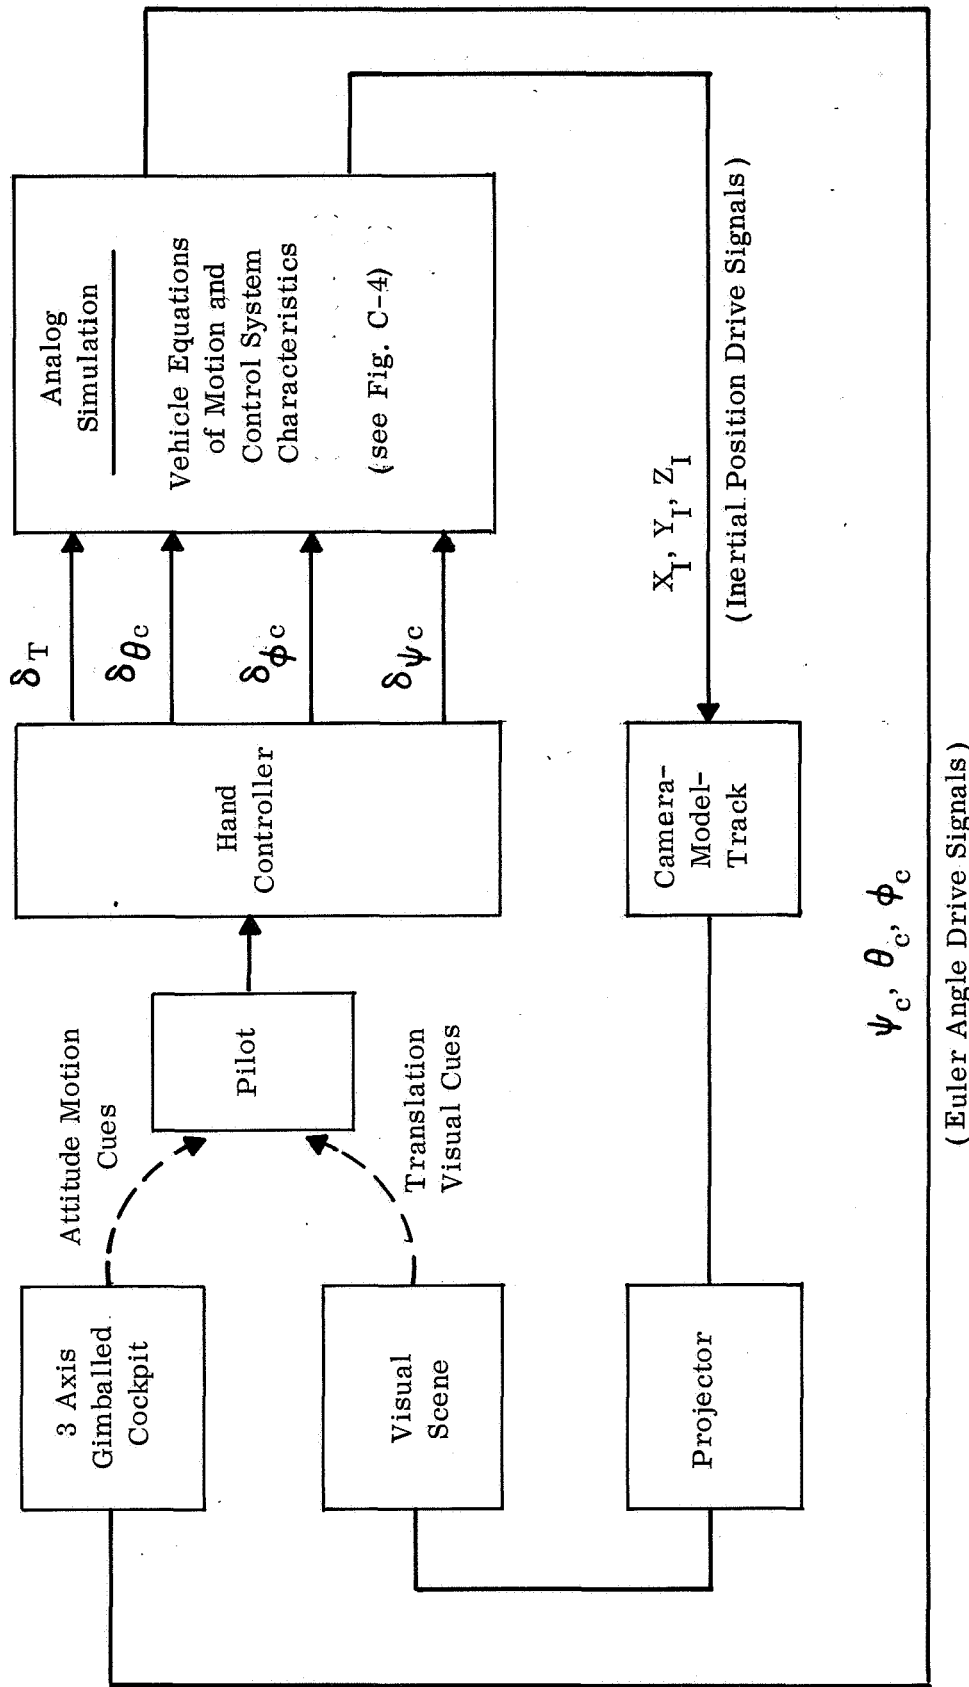 3 Axis
Gimballed
Cockpit
Attitude Motion
Cues
Visual
Scene
Translation
Visual Cues
Pilot
Hand
Controller
δT
δθc
δϕc
δψc
Analog
Simulation
Vehicle Equations
of Motion and
Control System
Characteristics
(see Fig. C-4)
Projector
Camera-
Model-
Track
XI, YI, ZI
(Inertial Position Drive Signals)
ψc, θc, ϕc
(Euler Angle Drive Signals)